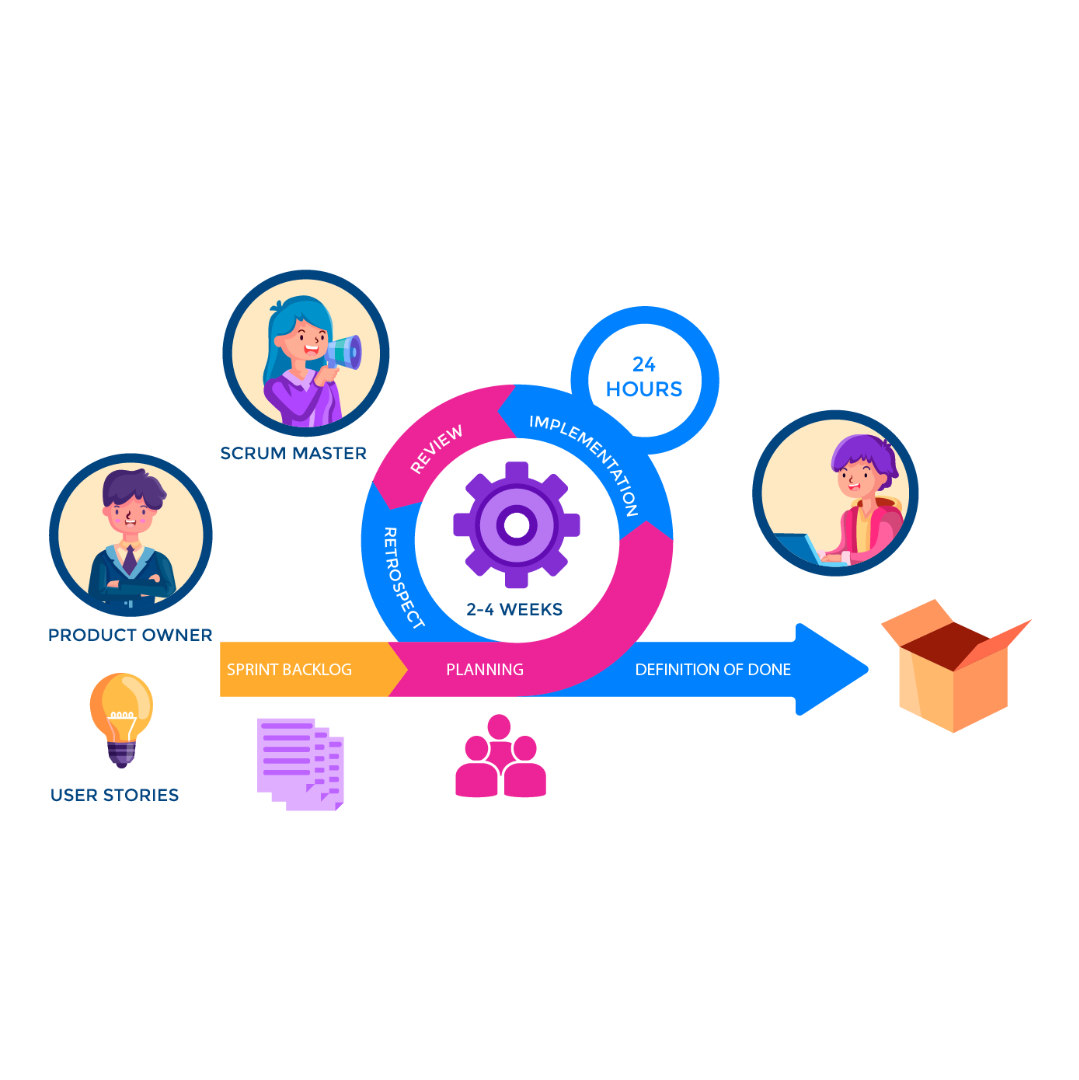 24
HOURS
IMPLEMENTATION
REVIEW
SCRUM MASTER
RETROSPECT
2-4 WEEKS
PRODUCT OWNER
SPRINT BACKLOG
PLANNING
DEFINITION OF DONE
USER STORIES